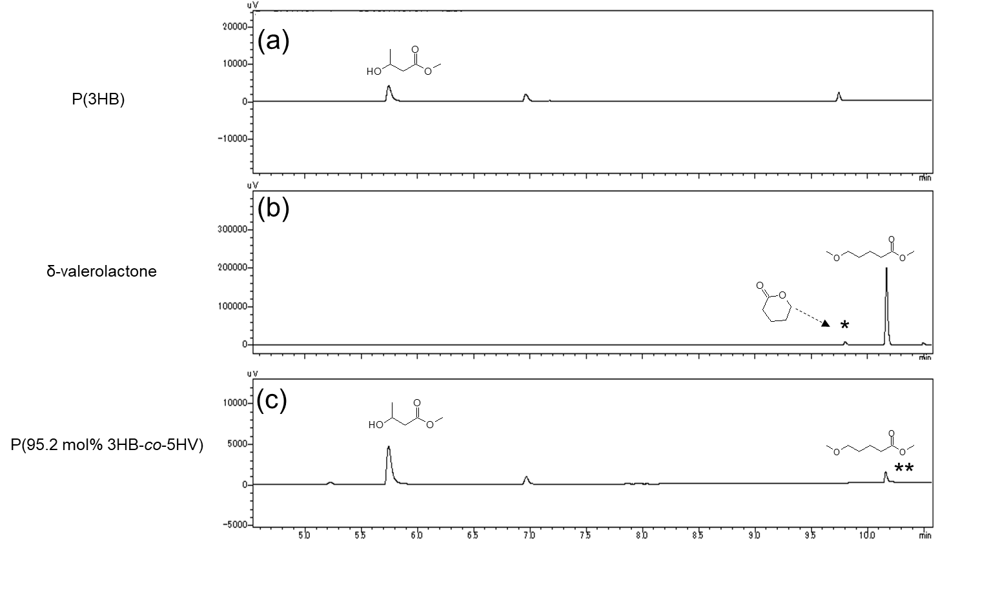 uV
20000
(a)
O
10000
HO
O
P(3HB)
0
-10000
min
uV
(b)
300000
O
O
O
δ-valerolactone
200000
O
O
100000
*
0
min
uV
(c)
10000
O
HO
O
P(95.2 mol% 3HB-co-5HV)
5000
O
O
O
**
0
-5000
5.0 5.5 6.0 6.5 7.0 7.5 8.0 8.5 9.0 9.5 10.0 min